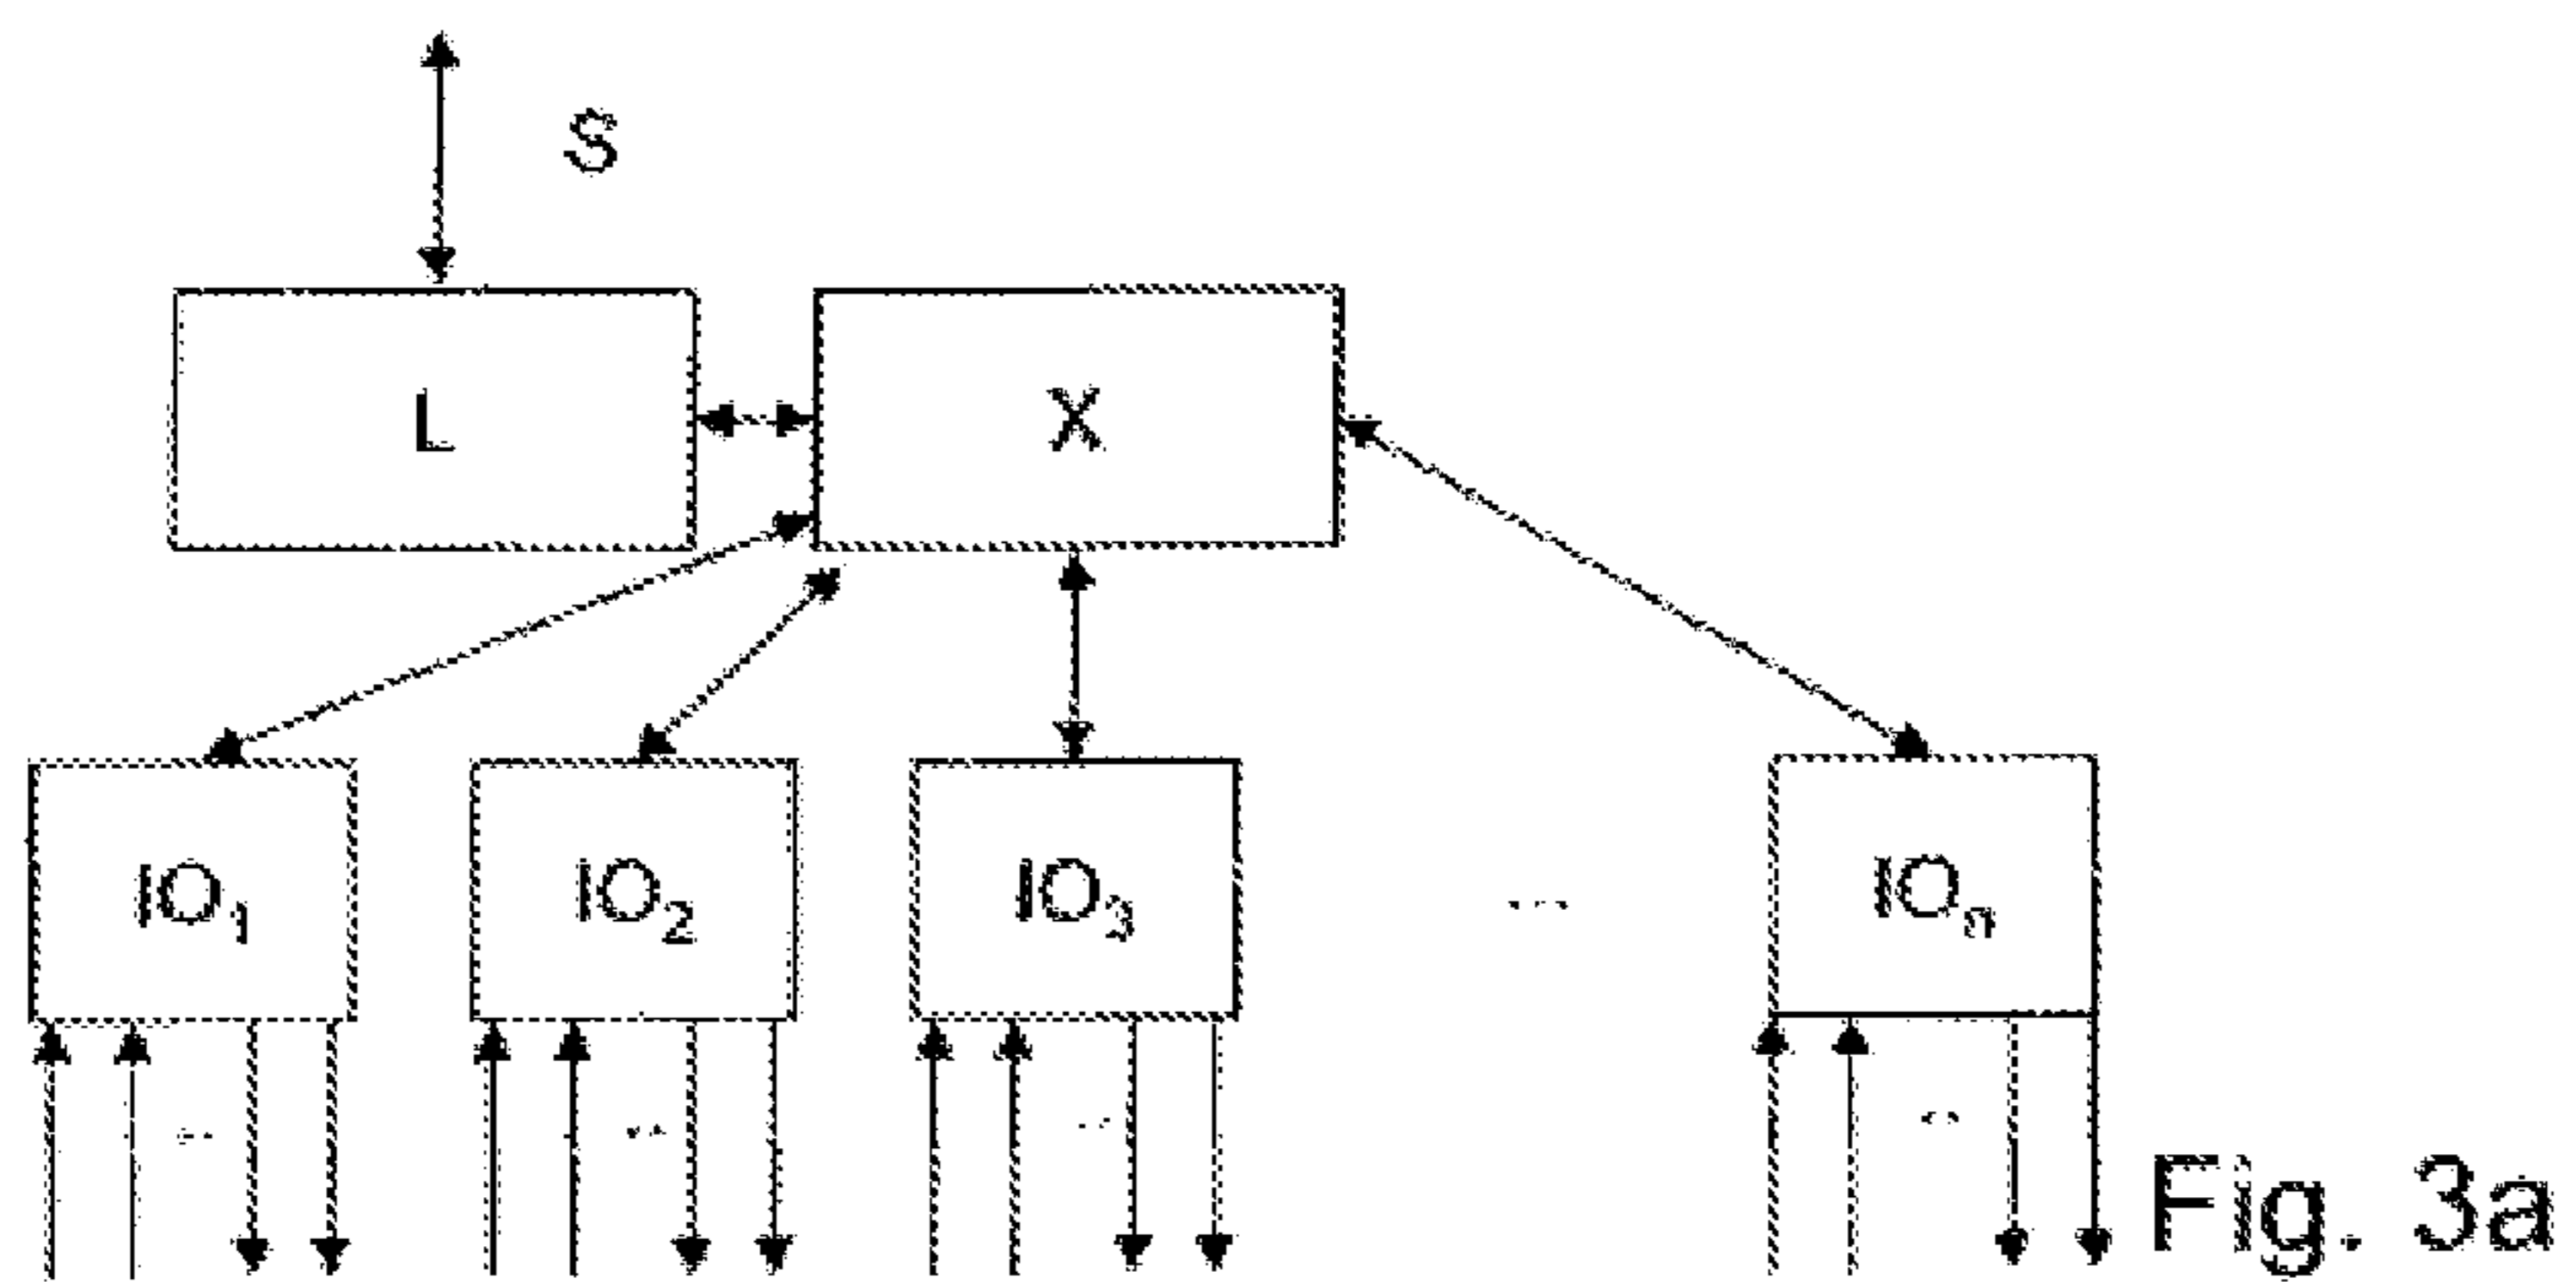 S
L X
IO₁ IO₂ IO₃ ... IOₙ
... ... ... ...
Fig. 3a